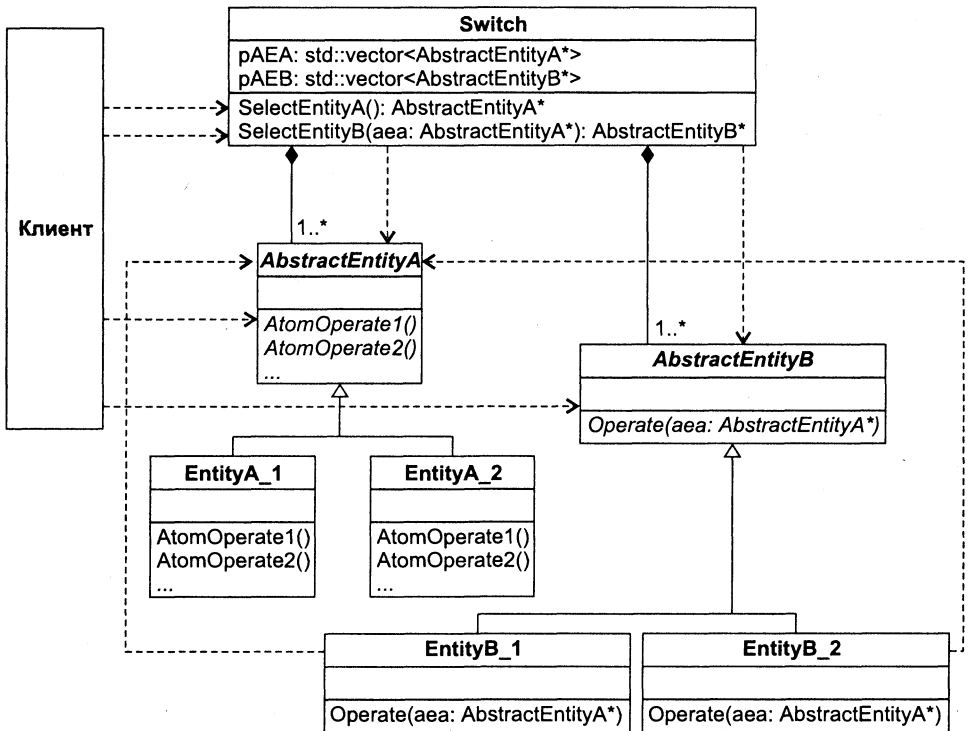 Switch
pAEA: std::vector<AbstractEntityA*>
pAEB: std::vector<AbstractEntityB*>
SelectEntityA(): AbstractEntityA*
SelectEntityB(aea: AbstractEntityA*): AbstractEntityB*
Клиент
1..*
AbstractEntityA
AtomOperate1()
AtomOperate2()
...
1..*
AbstractEntityB
Operate(aea: AbstractEntityA*)
EntityA_1
AtomOperate1()
AtomOperate2()
...
EntityA_2
AtomOperate1()
AtomOperate2()
...
EntityB_1
Operate(aea: AbstractEntityA*)
EntityB_2
Operate(aea: AbstractEntityA*)